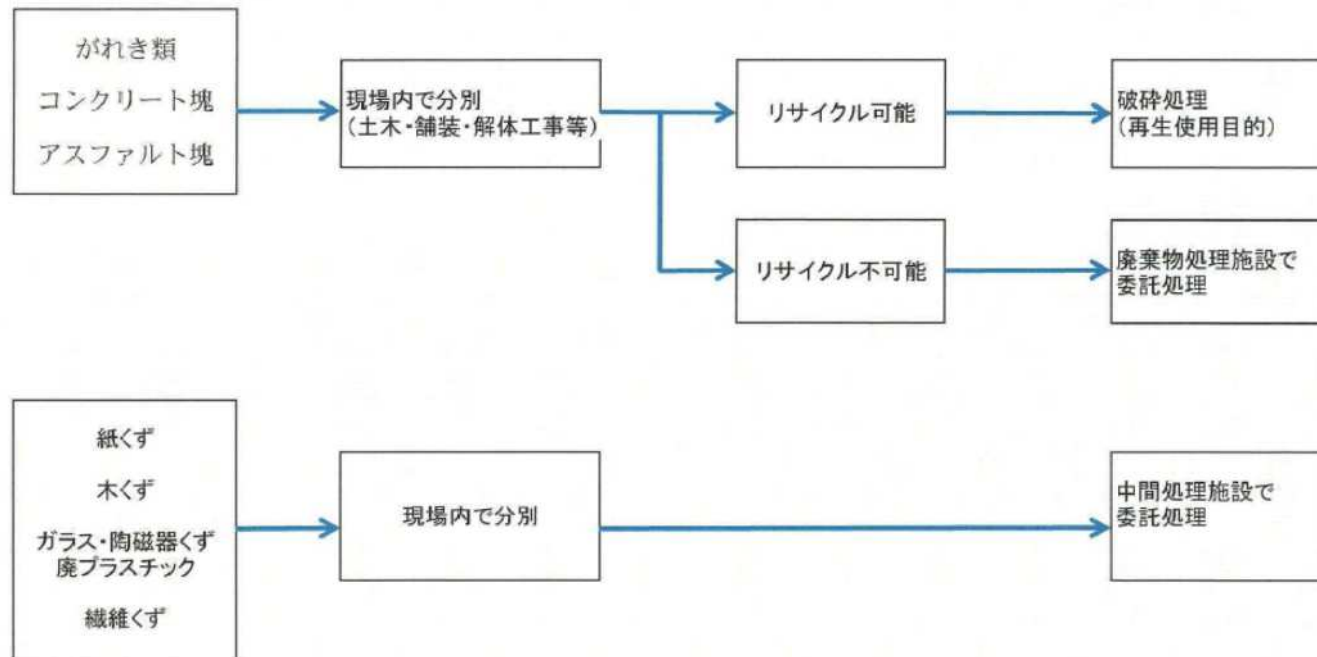 がれき類
コンクリート塊
アスファルト塊
現場内で分別
（土木・舗装・解体工事等）
リサイクル可能
破砕処理
（再生使用目的）
リサイクル不可能
廃棄物処理施設で
委託処理
紙くず
木くず
ガラス・陶磁器くず
廃プラスチック
繊維くず
現場内で分別
中間処理施設で
委託処理